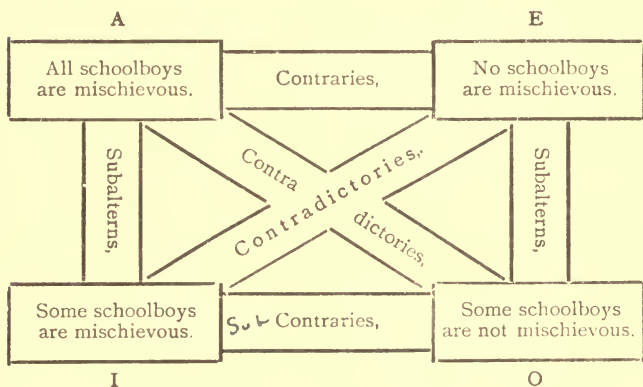 A
E
All schoolboys
are mischievous.
Contraries,
No schoolboys
are mischievous.
Subalterns,
Contra
dictories,
Contradictories,.
Subalterns,
Some schoolboys
are mischievous.
Sub Contraries,
Some schoolboys
are not mischievous.
I
O